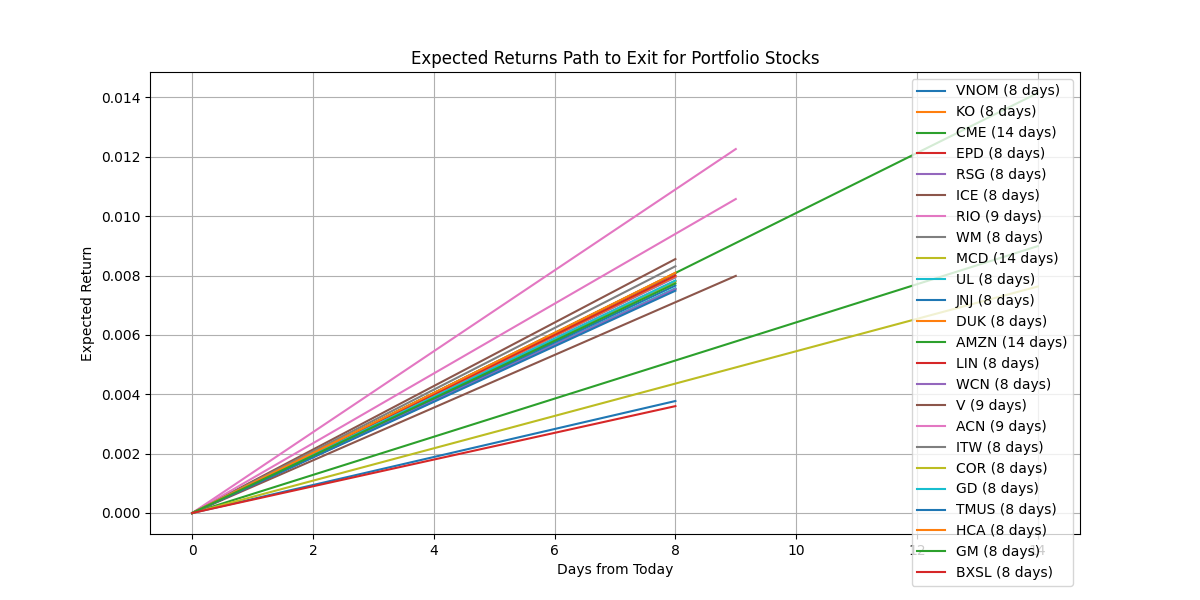 Expected Returns Path to Exit for Portfolio Stocks
Expected Return
0.014
0.012
0.010
0.008
0.006
0.004
0.002
0.000
0 2 4 6 8 10 12 14
Days from Today
VNOM (8 days)
KO (8 days)
CME (14 days)
EPD (8 days)
RSG (8 days)
ICE (8 days)
RIO (9 days)
WM (8 days)
MCD (14 days)
UL (8 days)
JNJ (8 days)
DUK (8 days)
AMZN (14 days)
LIN (8 days)
WCN (8 days)
V (9 days)
ACN (9 days)
ITW (8 days)
COR (8 days)
GD (8 days)
TMUS (8 days)
HCA (8 days)
GM (8 days)
BXSL (8 days)